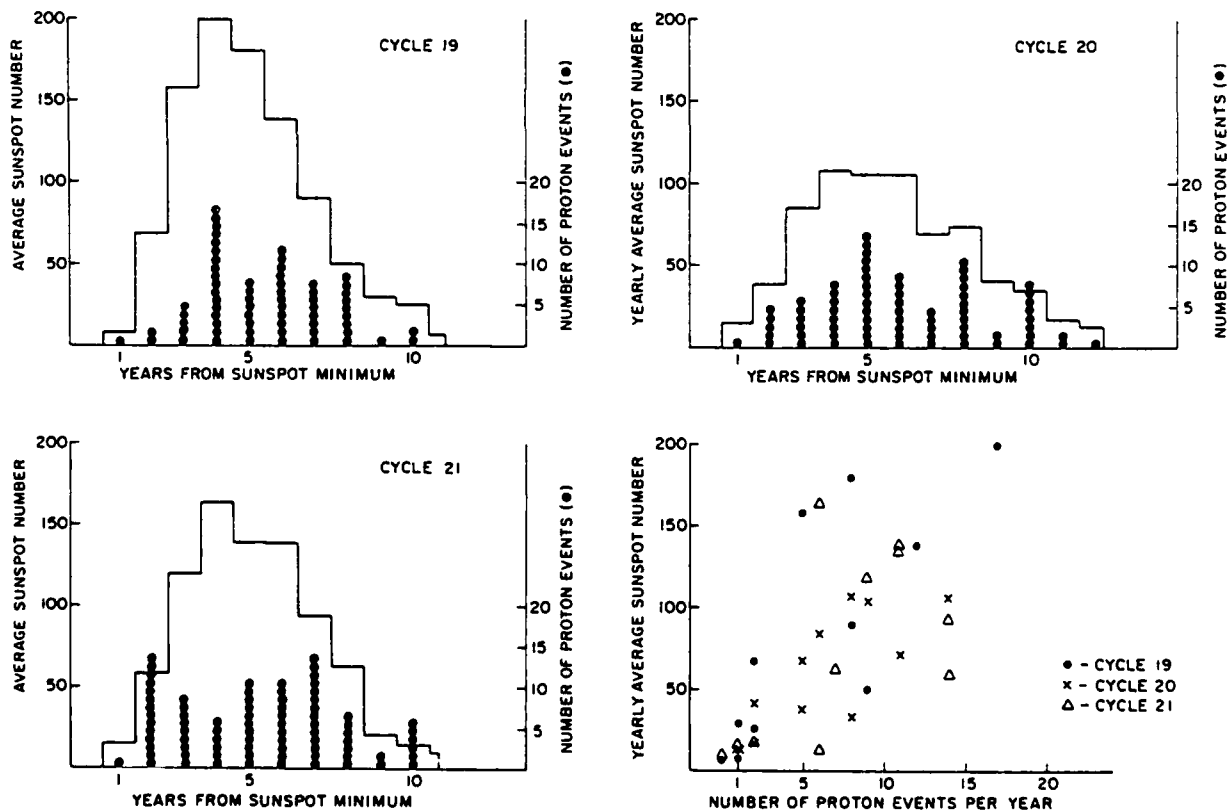 CYCLE 19
AVERAGE SUNSPOT NUMBER
200
150
100
50
NUMBER OF PROTON EVENTS (●)
20
15
10
5
1 5 10
YEARS FROM SUNSPOT MINIMUM
CYCLE 20
YEARLY AVERAGE SUNSPOT NUMBER
200
150
100
50
NUMBER OF PROTON EVENTS (●)
20
15
10
5
1 5 10
YEARS FROM SUNSPOT MINIMUM
CYCLE 21
AVERAGE SUNSPOT NUMBER
200
150
100
50
NUMBER OF PROTON EVENTS (●)
20
15
10
5
1 5 10
YEARS FROM SUNSPOT MINIMUM
YEARLY AVERAGE SUNSPOT NUMBER
200
150
100
50
● - CYCLE 19
× - CYCLE 20
△ - CYCLE 21
1 5 10 15 20
NUMBER OF PROTON EVENTS PER YEAR